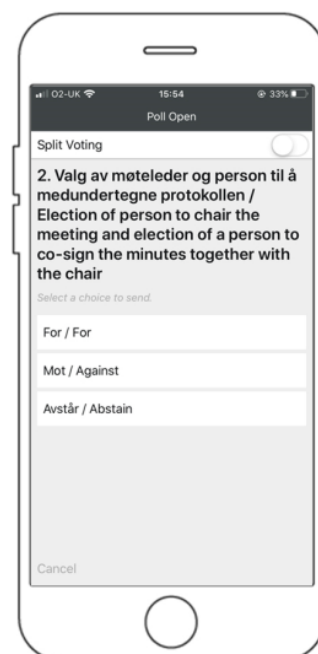 O2-UK 15:54 33%
Poll Open
Split Voting
2. Valg av møteleder og person til å
medundertegne protokollen /
Election of person to chair the
meeting and election of a person to
co-sign the minutes together with
the chair
Select a choice to send.
For / For
Mot / Against
Avstår / Abstain
Cancel